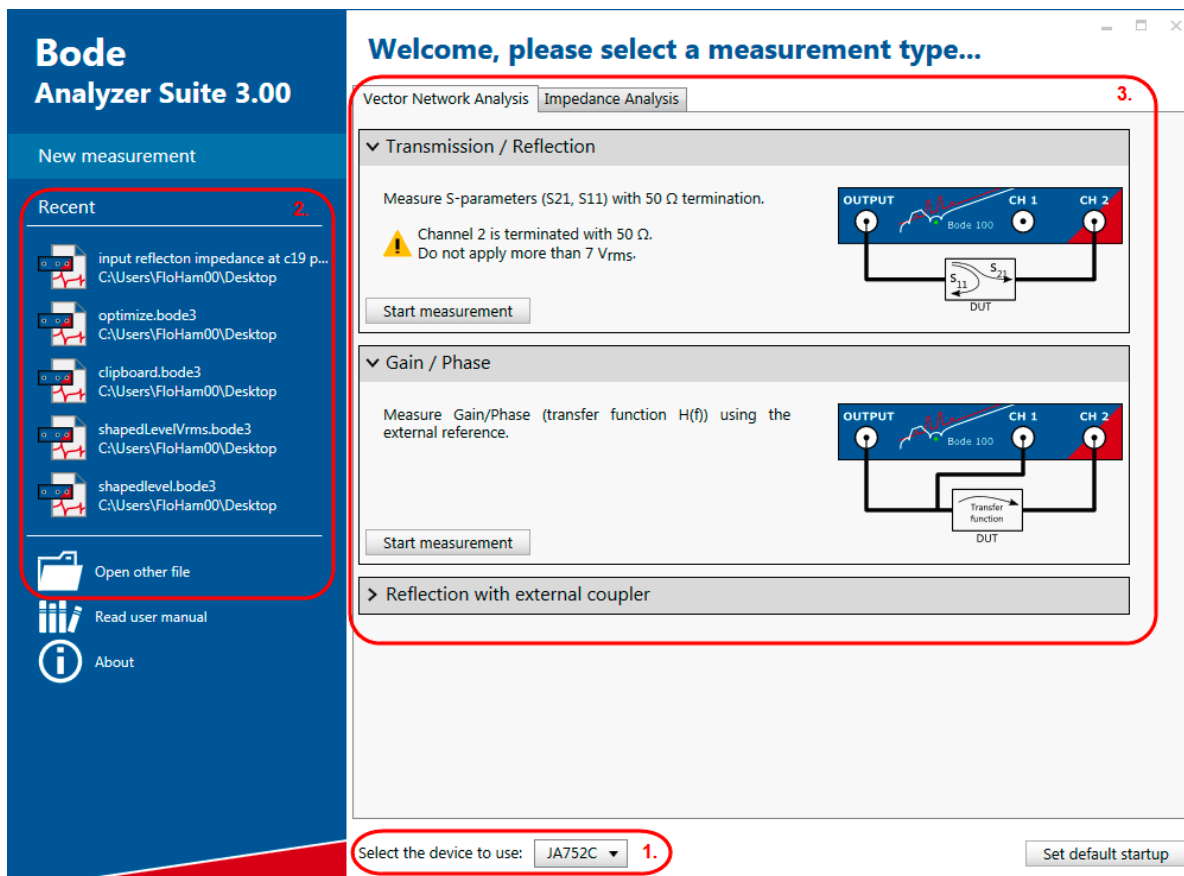 Bode
Analyzer Suite 3.00
New measurement
Recent
2.
input reflecton impedance at c19 p...
C:\Users\FloHam00\Desktop
optimize.bode3
C:\Users\FloHam00\Desktop
clipboard.bode3
C:\Users\FloHam00\Desktop
shapedLevelVrms.bode3
C:\Users\FloHam00\Desktop
shapedlevel.bode3
C:\Users\FloHam00\Desktop
Open other file
Read user manual
About
Welcome, please select a measurement type...
Vector Network Analysis
Impedance Analysis
3.
Transmission / Reflection
Measure S-parameters (S21, S11) with 50 Ω termination.
Channel 2 is terminated with 50 Ω.
Do not apply more than 7 Vrms.
Start measurement
OUTPUT
CH 1
CH 2
Bode 100
S21
S11
DUT
Gain / Phase
Measure Gain/Phase (transfer function H(f)) using the
external reference.
Start measurement
OUTPUT
CH 1
CH 2
Bode 100
Transfer
function
DUT
Reflection with external coupler
Select the device to use:
JA752C
1.
Set default startup